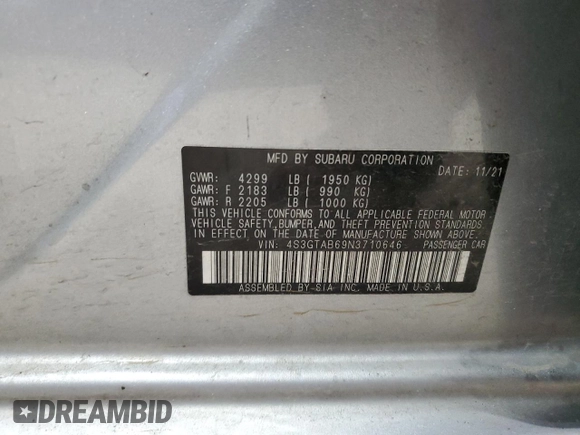 MFD BY SUBARU CORPORATION
DATE: 11/21
GVWR: 4299 LB ( 1950 KG)
GAWR: F 2183 LB ( 990 KG)
GAWR: R 2205 LB ( 1000 KG)
THIS VEHICLE CONFORMS TO ALL APPLICABLE FEDERAL MOTOR
VEHICLE SAFETY,BUMPER,AND THEFT PREVENTION STANDARDS
IN EFFECT ON THE DATE OF MANUFACTURE SHOWN ABOVE.
VIN: 4S3GTAB69N3710646 PASSENGER CAR
ASSEMBLED BY SIA INC. MADE IN U.S.A.
DREAMBID